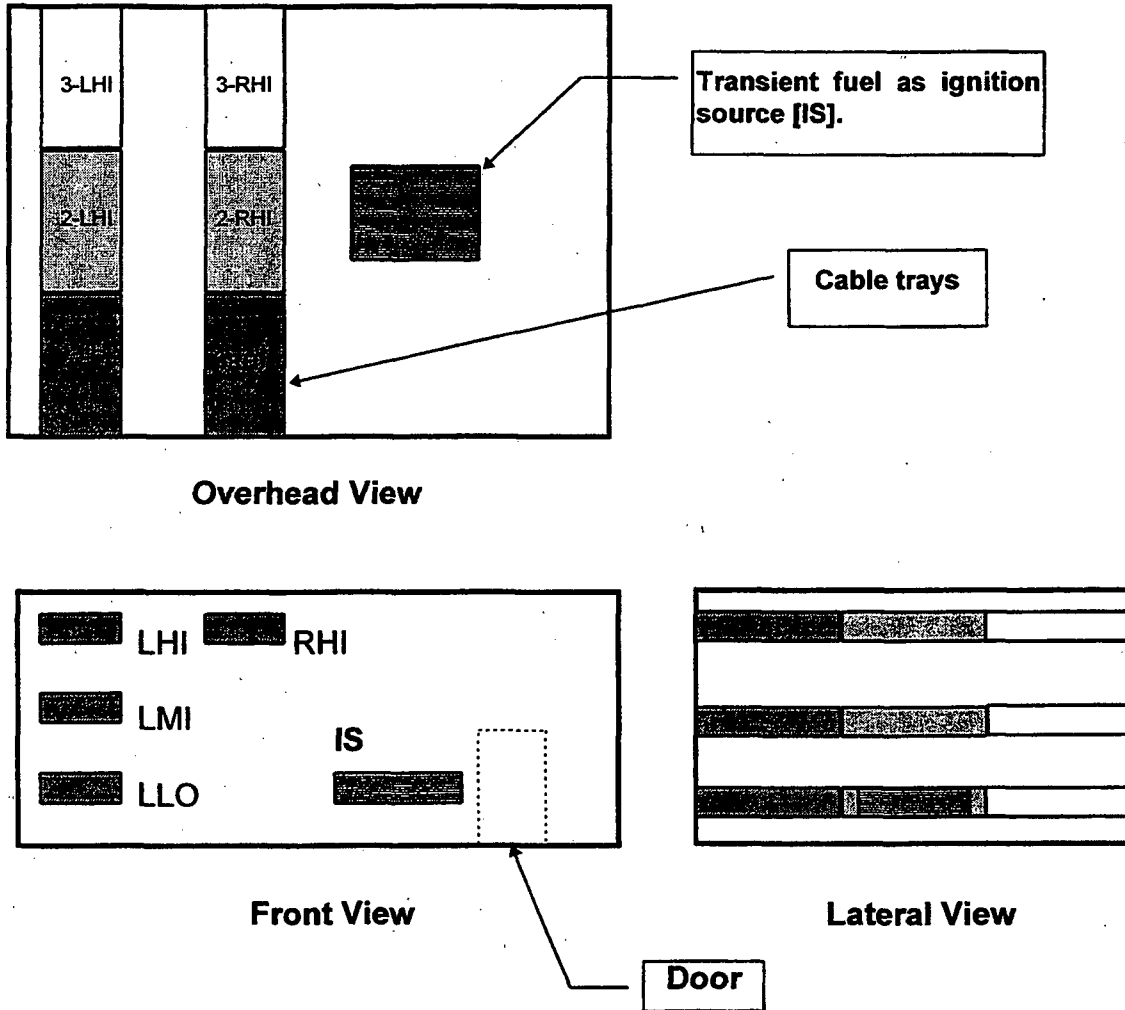 3-LHI
3-RHI
Transient fuel as ignition
source [IS].
2-LHI
2-RHI
Cable trays
Overhead View
LHI
RHI
LMI
IS
LLO
Front View
Lateral View
Door